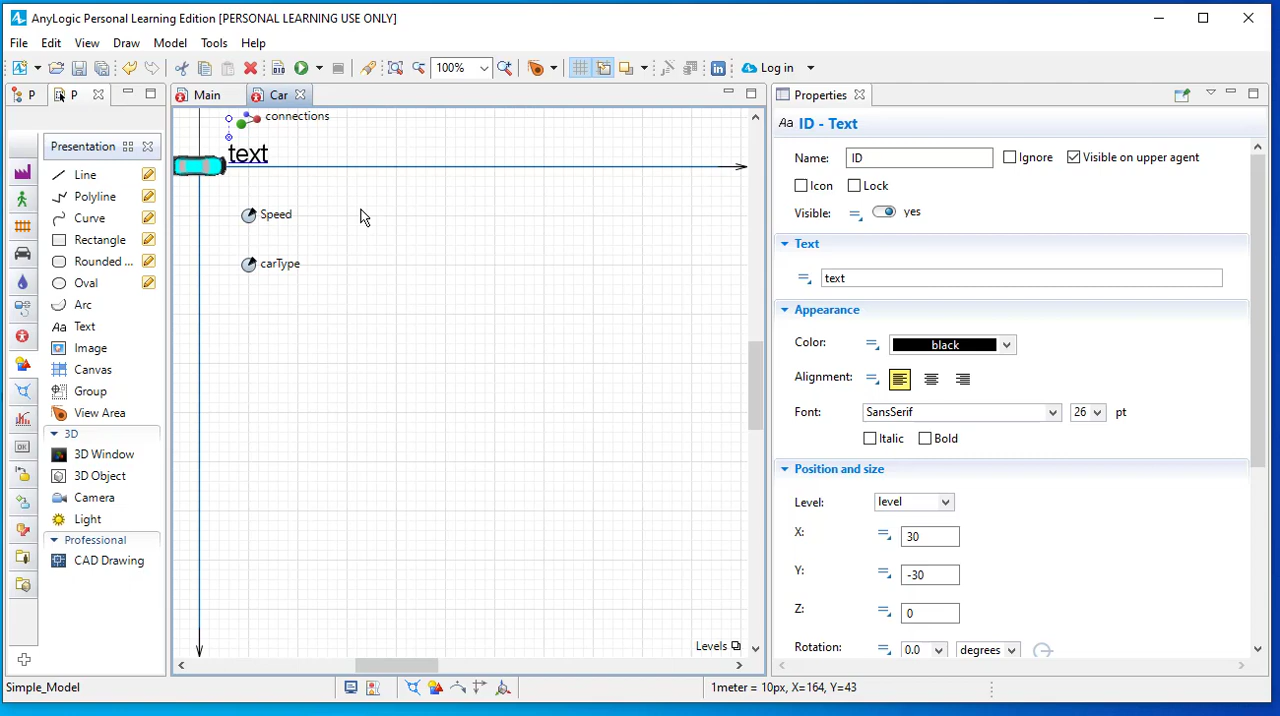 AnyLogic Personal Learning Edition [PERSONAL LEARNING USE ONLY]
File Edit View Draw Model Tools Help
100% Log in
P P Main Car Properties
Presentation
Line
Polyline
Curve
Rectangle
Rounded ...
Oval
Arc
Text
Image
Canvas
Group
View Area
3D
3D Window
3D Object
Camera
Light
Professional
CAD Drawing
connections
text
Speed
carType
Levels
Aa ID - Text
Name: ID Ignore Visible on upper agent
Icon Lock
Visible: yes
Text
text
Appearance
Color: black
Alignment:
Font: SansSerif 26 pt
Italic Bold
Position and size
Level: level
X: 30
Y: -30
Z: 0
Rotation: 0.0 degrees
Simple_Model 1meter = 10px, X=164, Y=43